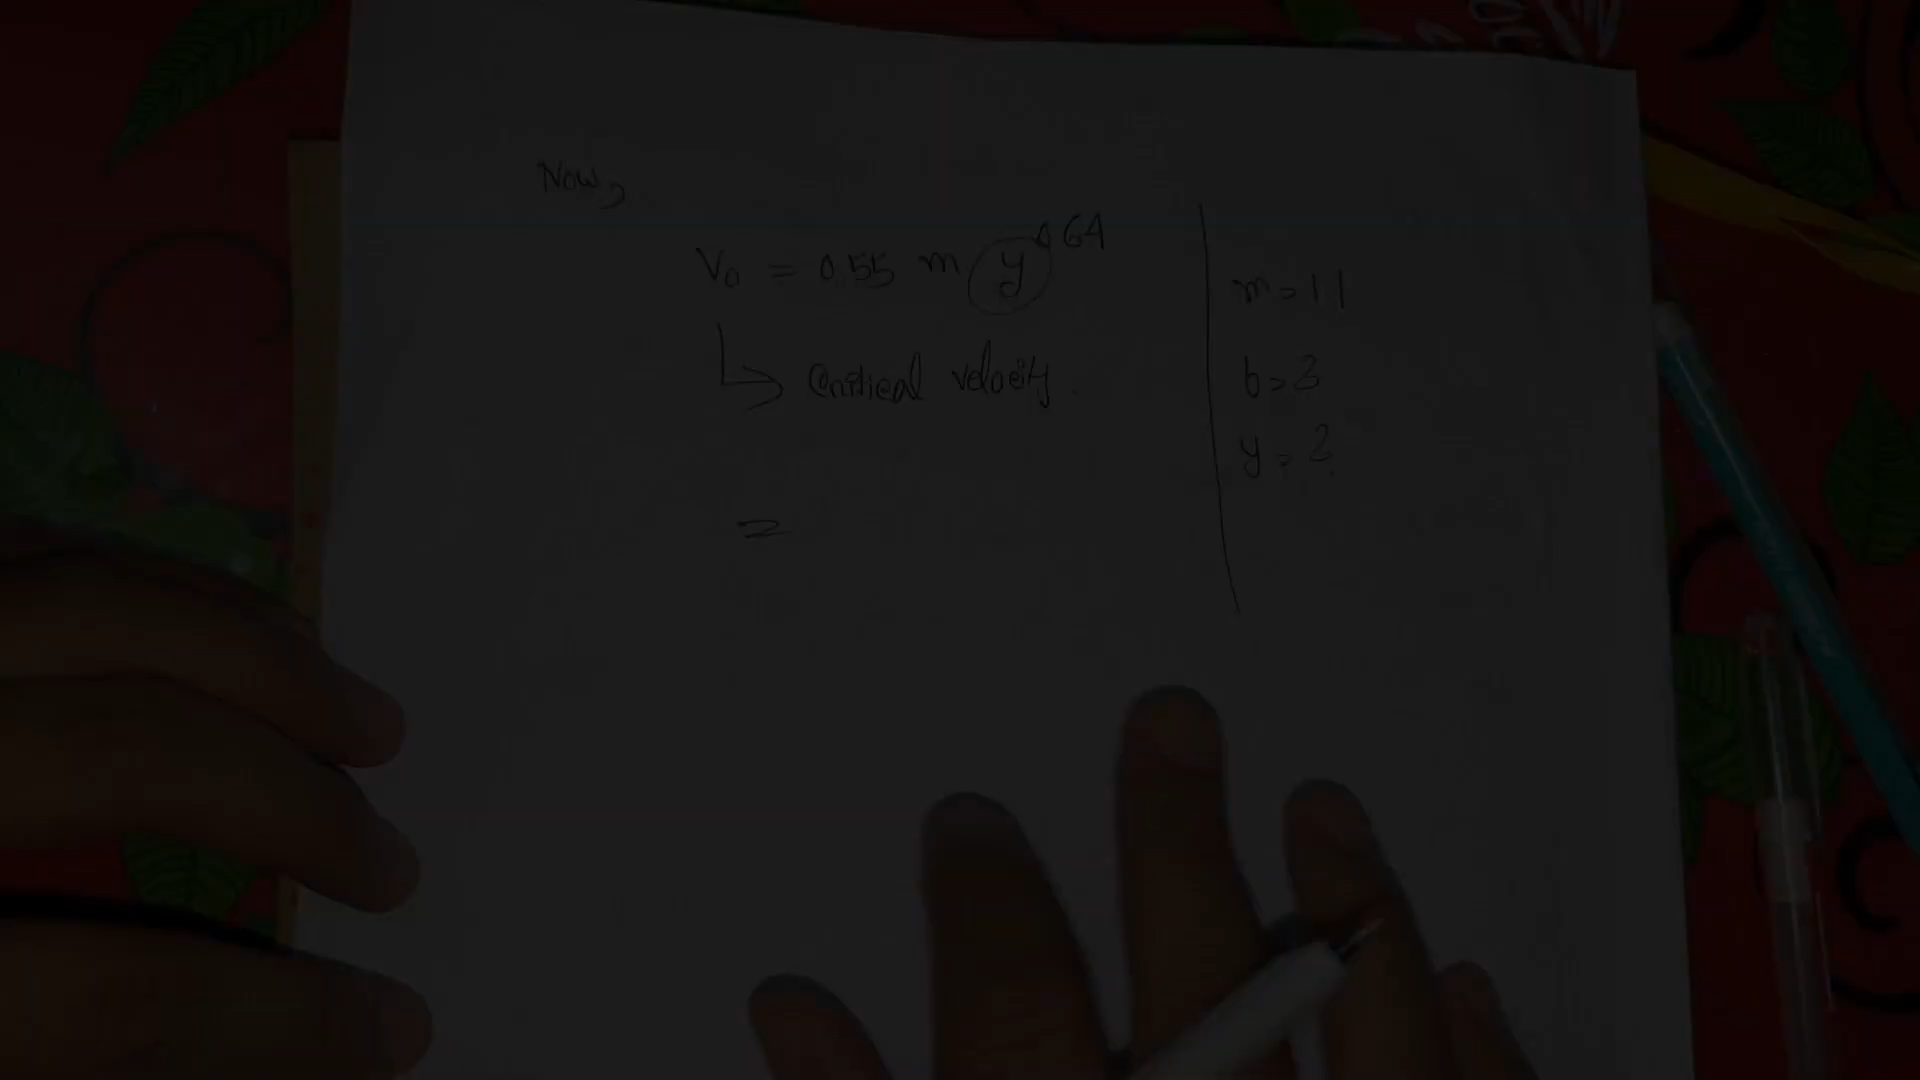 Now,
V₀ = 0.55 m y^0.64
↳ Critical velocity.
=
m = 1.1
b = 3
y = 2